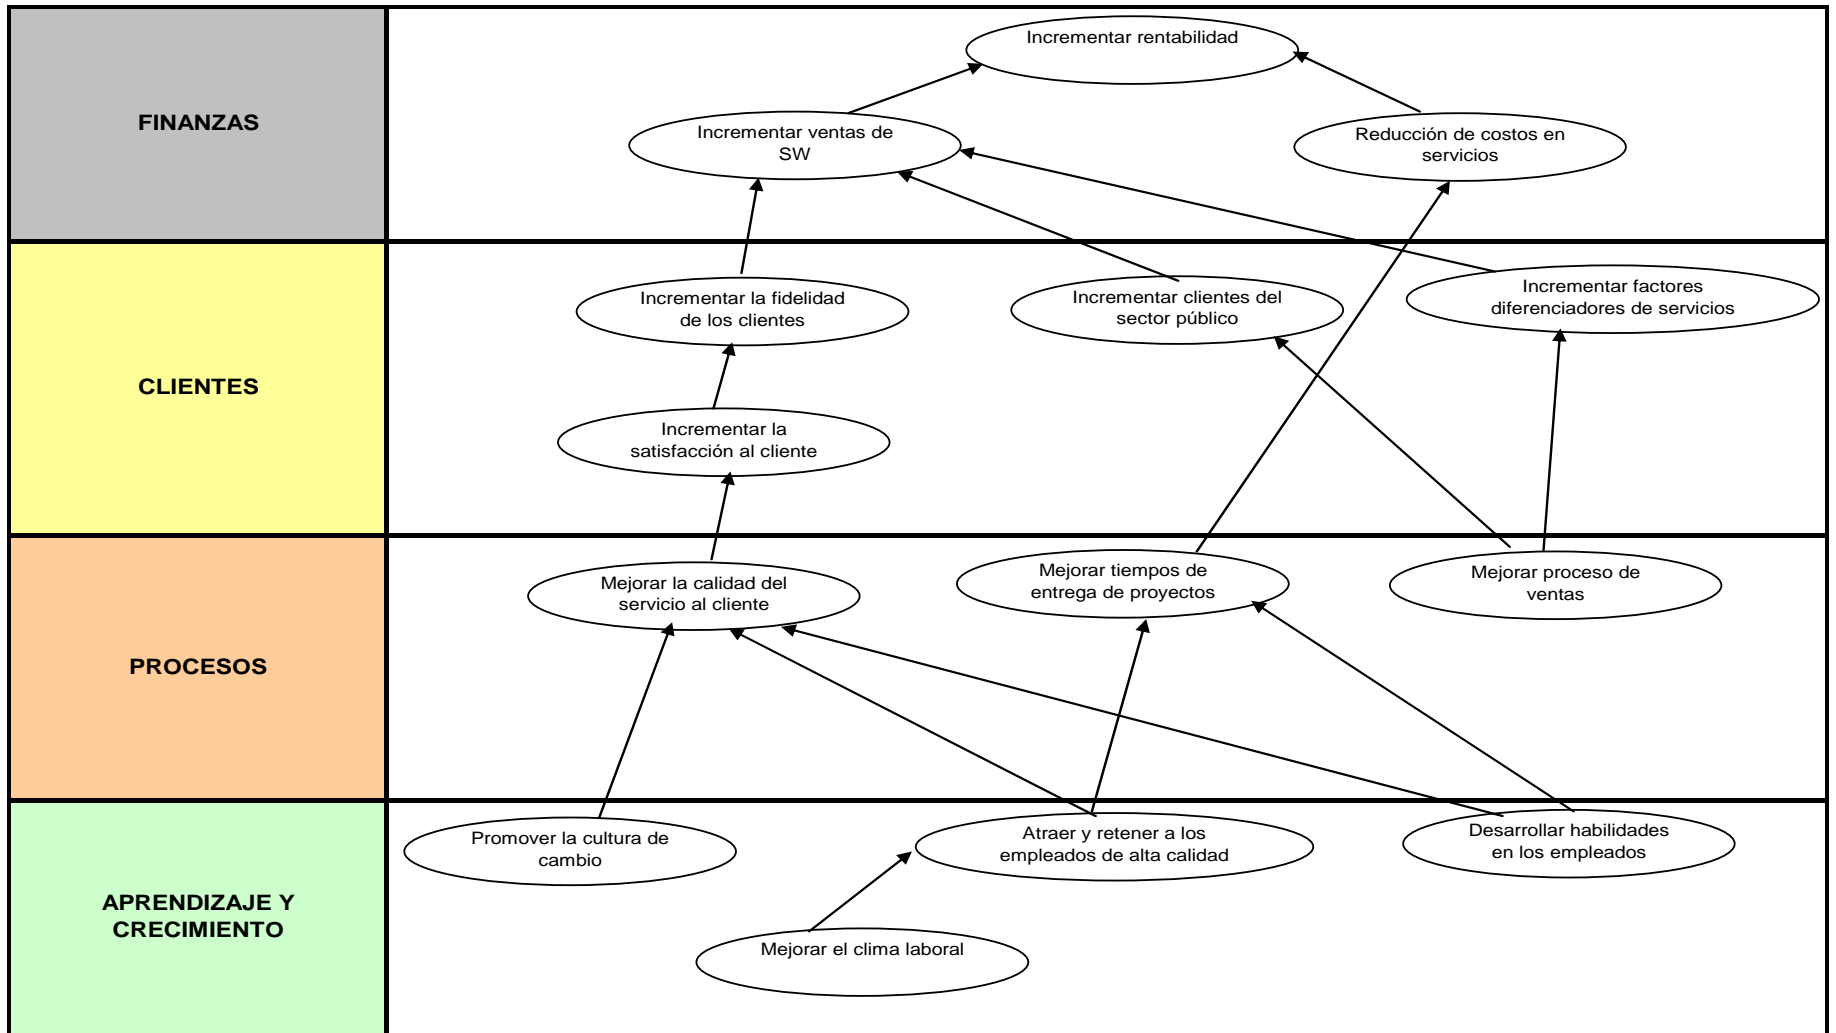 Incrementar rentabilidad
FINANZAS
Incrementar ventas de
SW
Reducción de costos en
servicios
Incrementar la fidelidad
de los clientes
Incrementar clientes del
sector público
Incrementar factores
diferenciadores de servicios
CLIENTES
Incrementar la
satisfacción al cliente
Mejorar la calidad del
servicio al cliente
Mejorar tiempos de
entrega de proyectos
Mejorar proceso de
ventas
PROCESOS
Promover la cultura de
cambio
Atraer y retener a los
empleados de alta calidad
Desarrollar habilidades
en los empleados
APRENDIZAJE Y
CRECIMIENTO
Mejorar el clima laboral